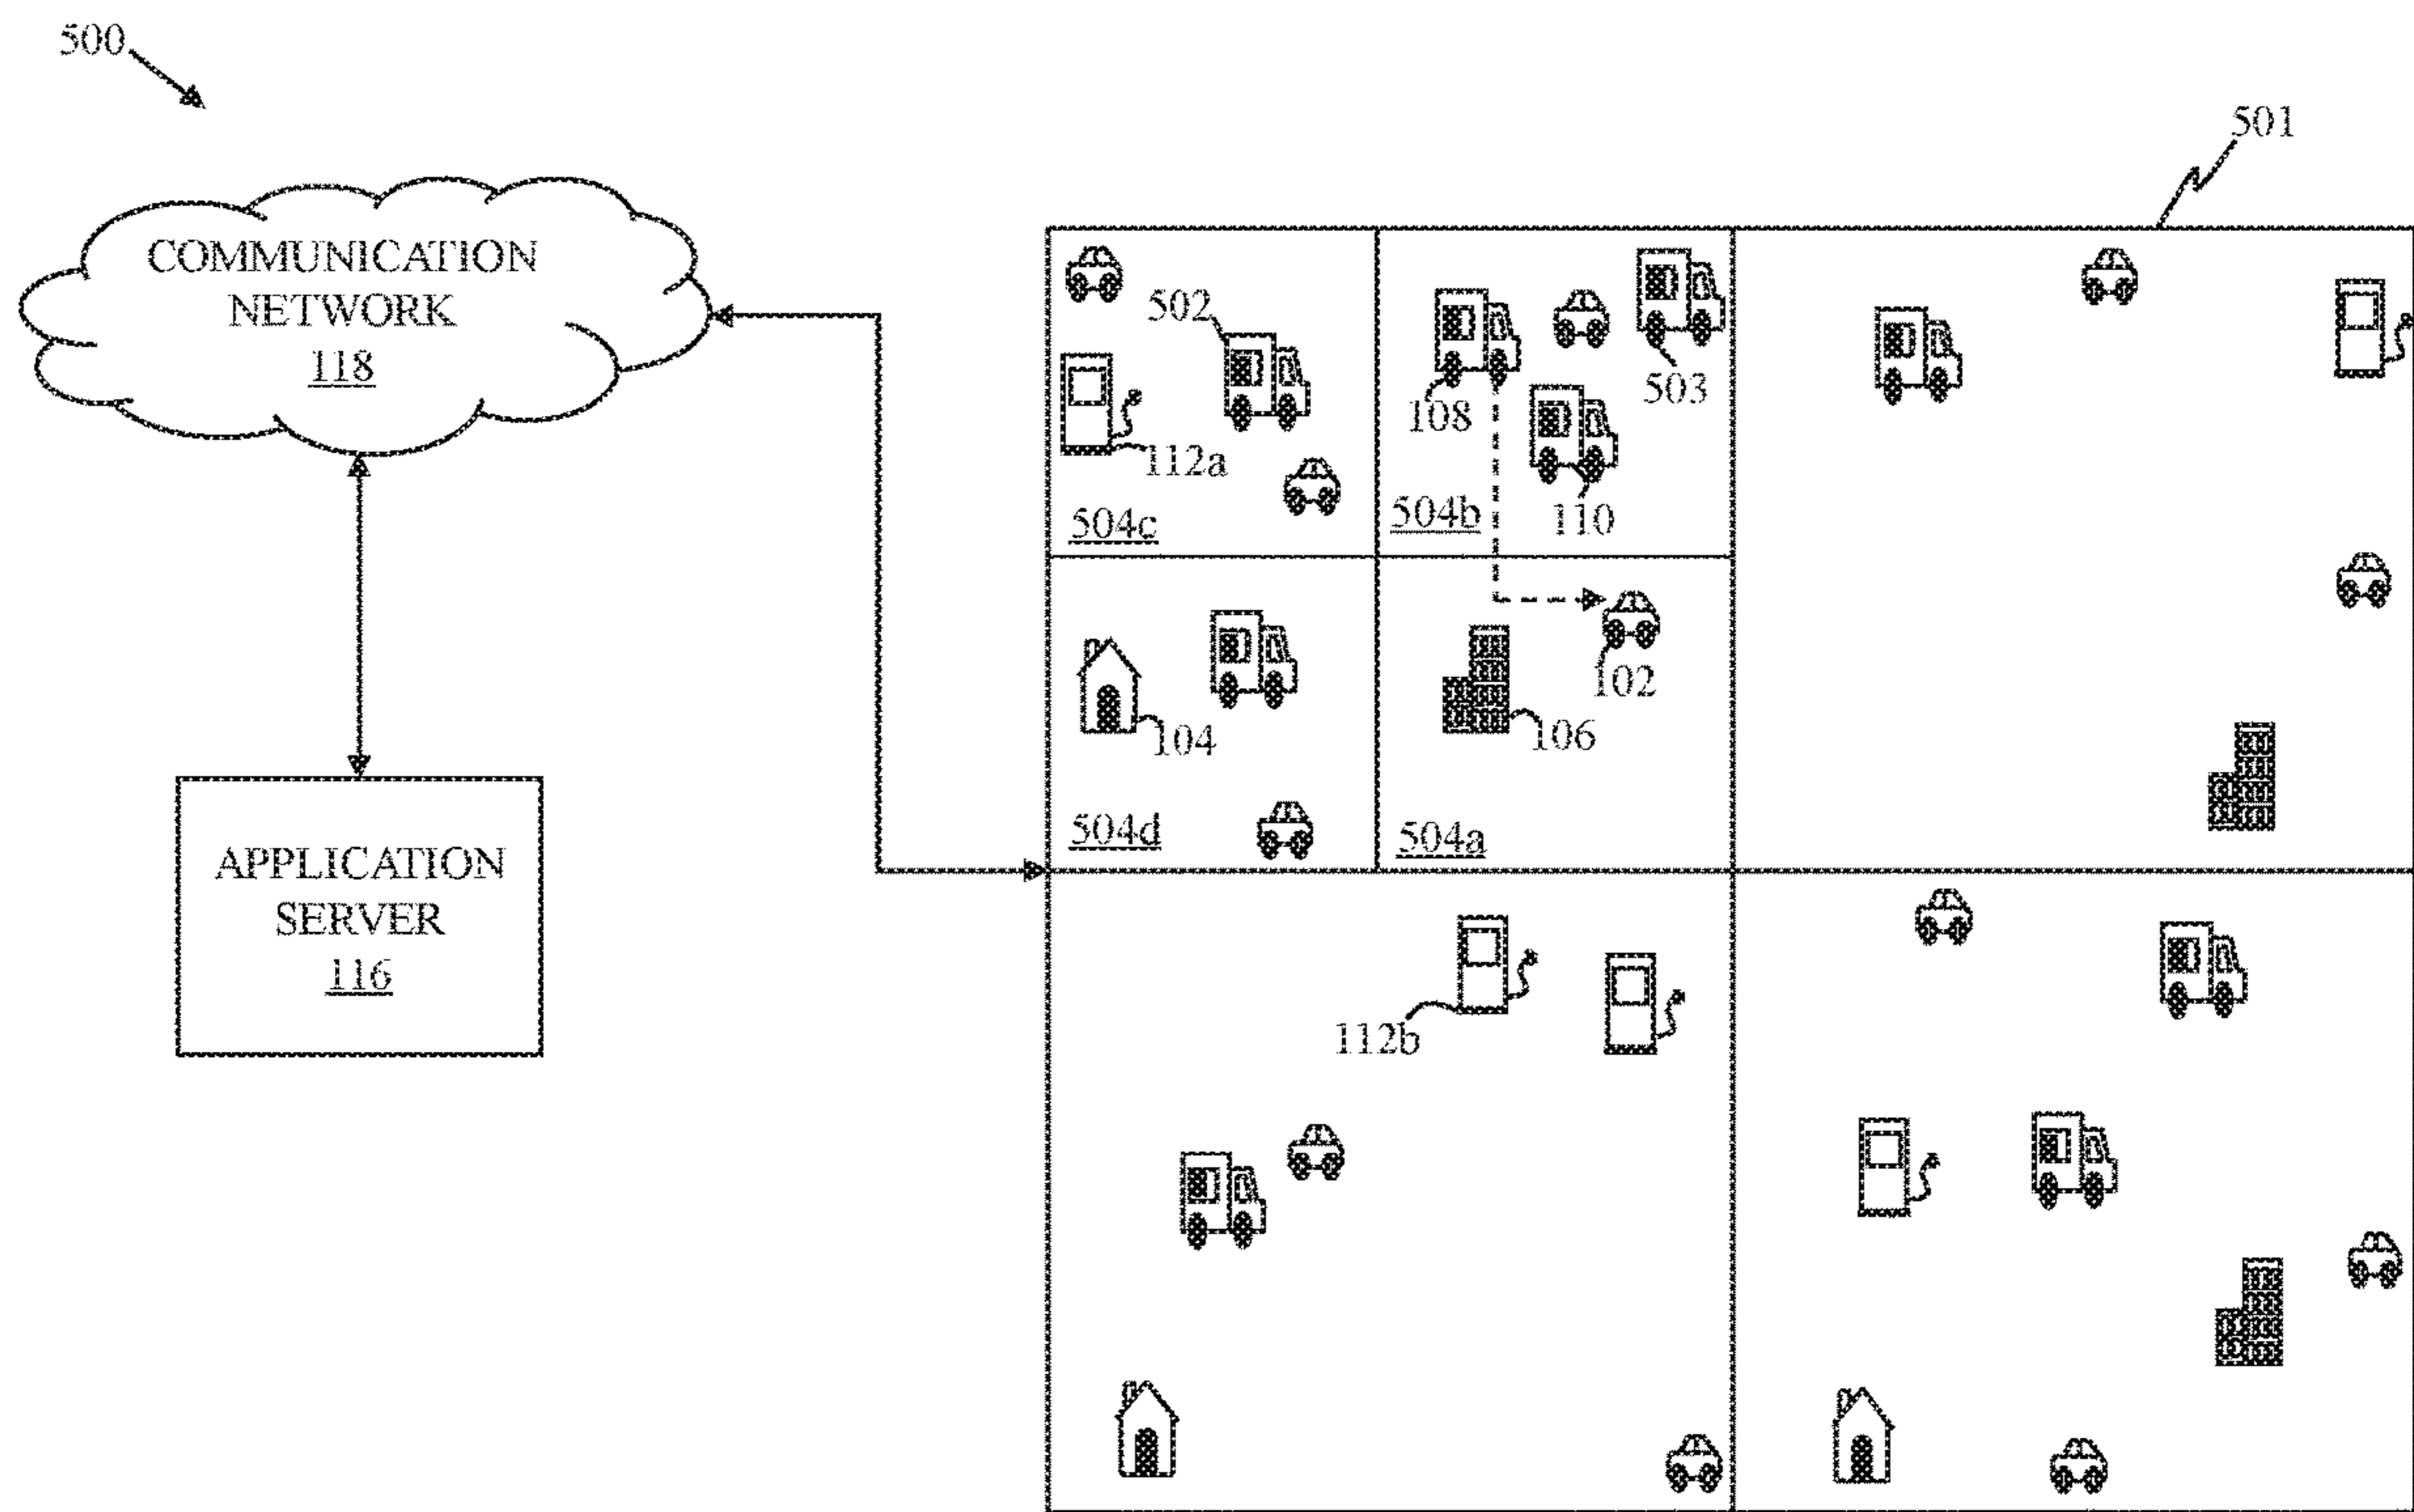 500
501
COMMUNICATION
NETWORK
118
502
503
108
112a
110
504c
504b
102
104
106
504d
504a
APPLICATION
SERVER
116
112b